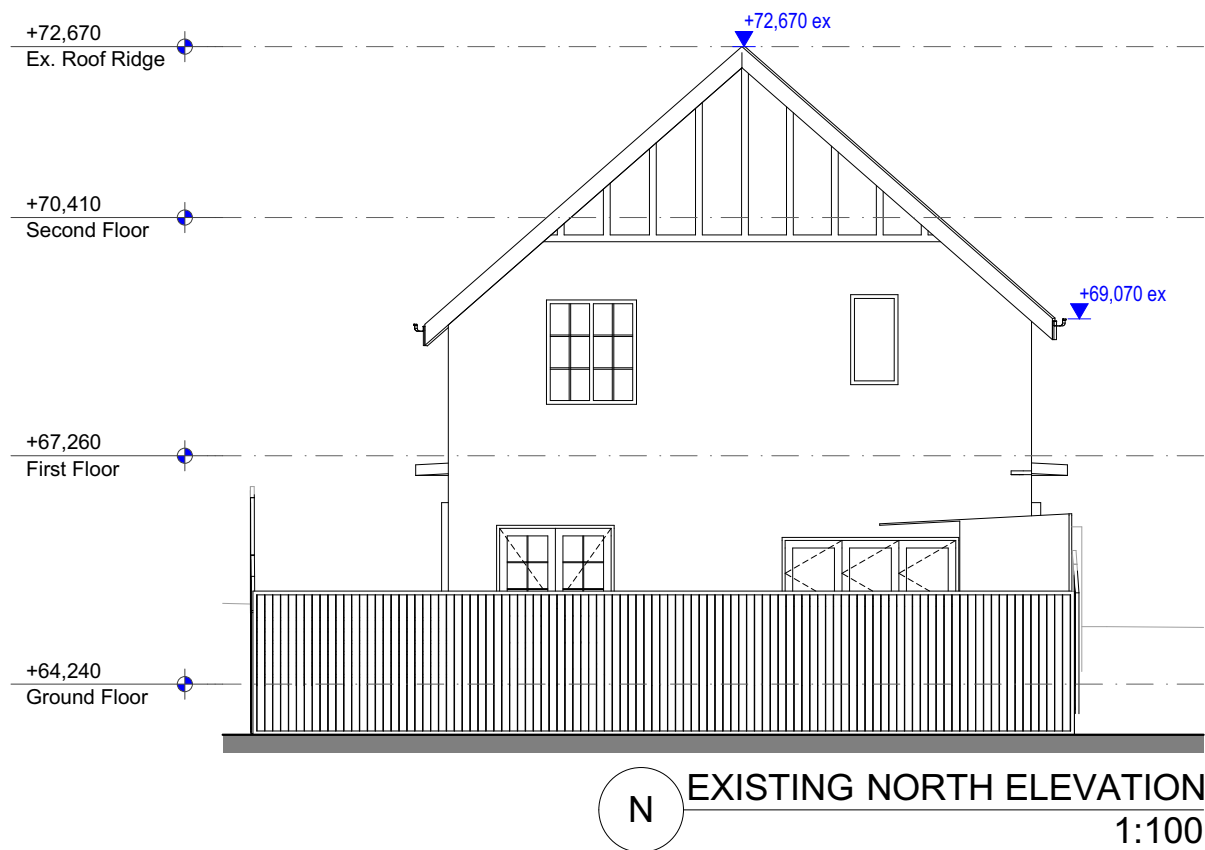 +72,670
Ex. Roof Ridge
+72,670 ex
+70,410
Second Floor
+69,070 ex
+67,260
First Floor
+64,240
Ground Floor
N
EXISTING NORTH ELEVATION
1:100